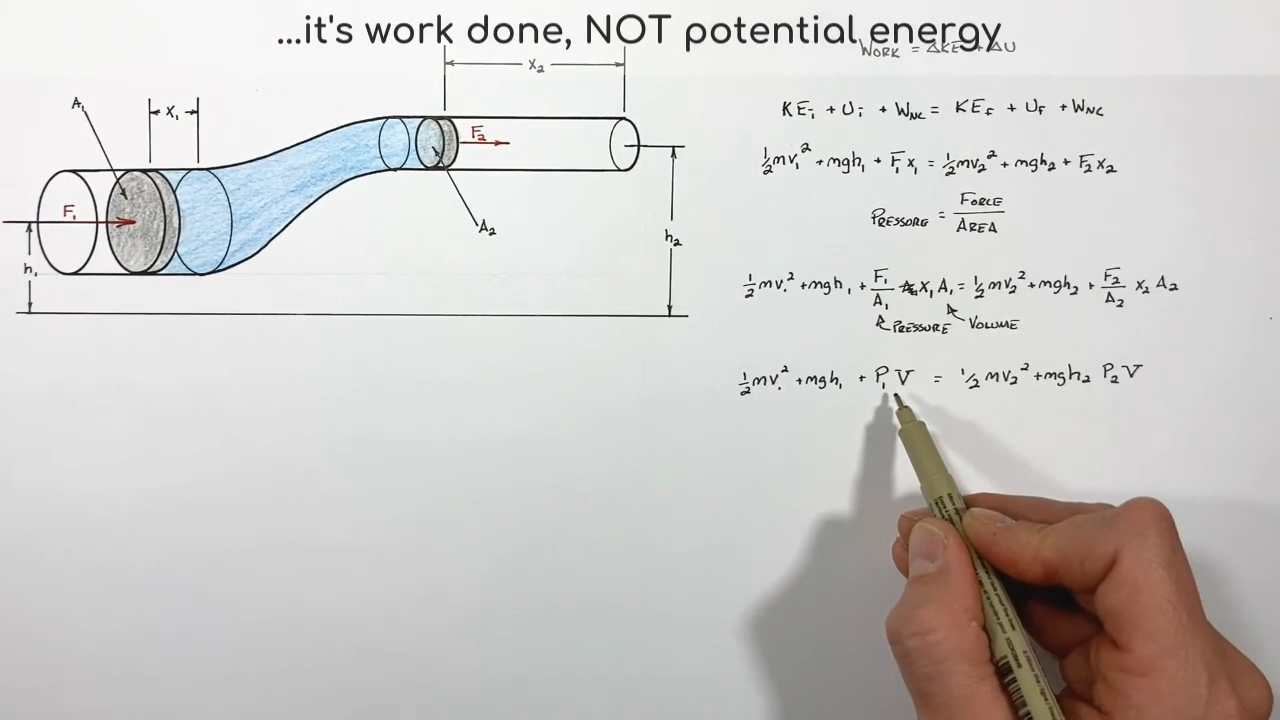 ...it's work done, NOT potential energy
WORK = ΔKE + ΔU
X₂
A₁
X₁
F₂
F₁
A₂
h₁
h₂
KEᵢ + Uᵢ + W_NC = KE_F + U_F + W_NC
½mv₁² + mgh₁ + F₁x₁ = ½mv₂² + mgh₂ + F₂x₂
PRESSURE = FORCE / AREA
½mv₁² + mgh₁ + F₁/A₁ x₁ A₁ = ½mv₂² + mgh₂ + F₂/A₂ x₂ A₂
PRESSURE VOLUME
½mv₁² + mgh₁ + P₁V = ½mv₂² + mgh₂ P₂V